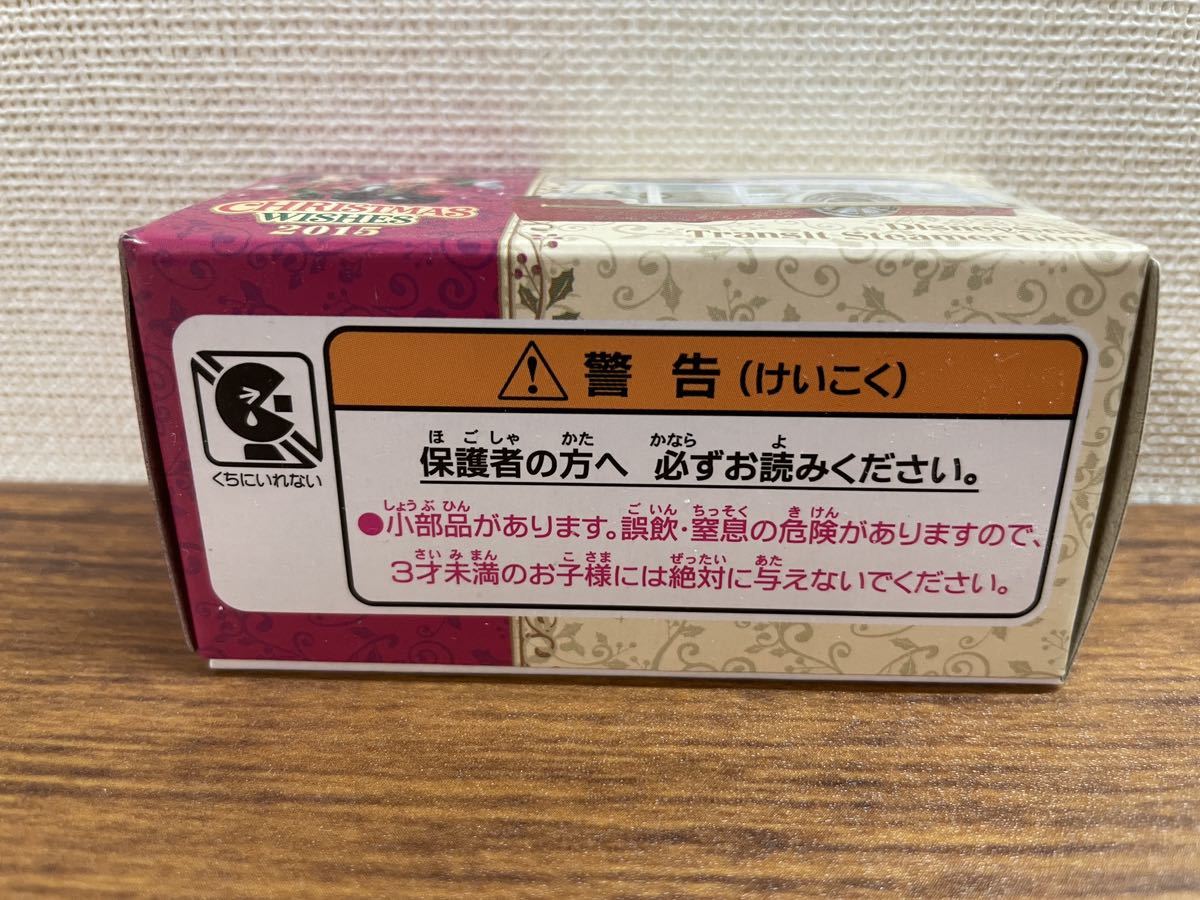 CHRISTMAS
WISHES
2015
Transit Steamer Line
警告(けいこく)
くちにいれない
ほごしゃ かた かなら よ
保護者の方へ 必ずお読みください。
しょうぶひん ごいん ちっそく きけん
●小部品があります。誤飲・窒息の危険がありますので、
さいみまん こさま ぜったい あた
3才未満のお子様には絶対に与えないでください。